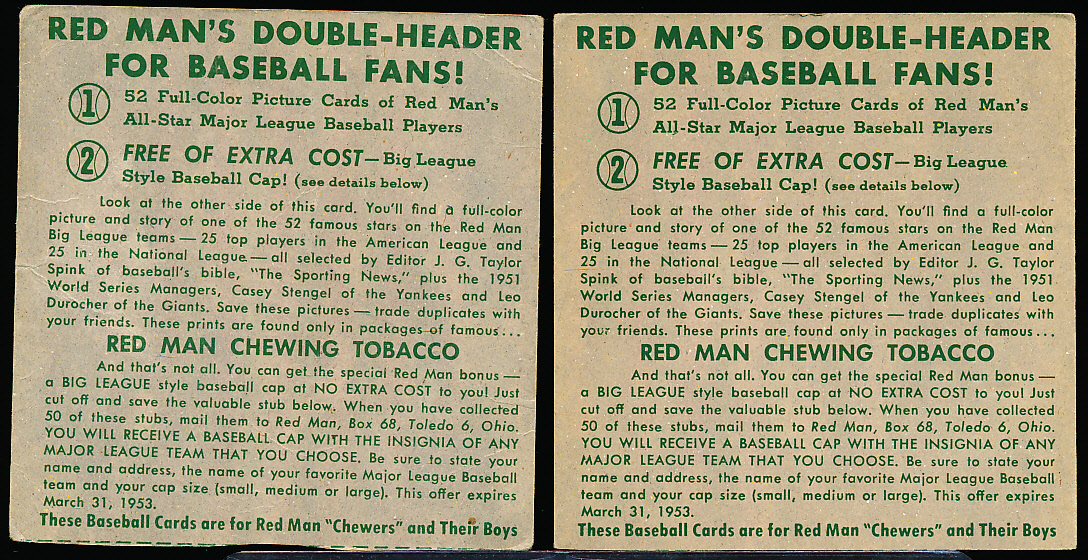 RED MAN'S DOUBLE-HEADER
FOR BASEBALL FANS!
1 52 Full-Color Picture Cards of Red Man's
All-Star Major League Baseball Players
2 FREE OF EXTRA COST—Big League
Style Baseball Cap! (see details below)
Look at the other side of this card. You'll find a full-color
picture and story of one of the 52 famous stars on the Red Man
Big League teams — 25 top players in the American League and
25 in the National League — all selected by Editor J. G. Taylor
Spink of baseball's bible, "The Sporting News," plus the 1951
World Series Managers, Casey Stengel of the Yankees and Leo
Durocher of the Giants. Save these pictures — trade duplicates with
your friends. These prints are found only in packages of famous...
RED MAN CHEWING TOBACCO
And that's not all. You can get the special Red Man bonus —
a BIG LEAGUE style baseball cap at NO EXTRA COST to you! Just
cut off and save the valuable stub below. When you have collected
50 of these stubs, mail them to Red Man, Box 68, Toledo 6, Ohio.
YOU WILL RECEIVE A BASEBALL CAP WITH THE INSIGNIA OF ANY
MAJOR LEAGUE TEAM THAT YOU CHOOSE. Be sure to state your
name and address, the name of your favorite Major League Baseball
team and your cap size (small, medium or large). This offer expires
March 31, 1953.
These Baseball Cards are for Red Man "Chewers" and Their Boys
RED MAN'S DOUBLE-HEADER
FOR BASEBALL FANS!
1 52 Full-Color Picture Cards of Red Man's
All-Star Major League Baseball Players
2 FREE OF EXTRA COST—Big League
Style Baseball Cap! (see details below)
Look at the other side of this card. You'll find a full-color
picture and story of one of the 52 famous stars on the Red Man
Big League teams — 25 top players in the American League and
25 in the National League — all selected by Editor J. G. Taylor
Spink of baseball's bible, "The Sporting News," plus the 1951
World Series Managers, Casey Stengel of the Yankees and Leo
Durocher of the Giants. Save these pictures — trade duplicates with
your friends. These prints are found only in packages of famous...
RED MAN CHEWING TOBACCO
And that's not all. You can get the special Red Man bonus —
a BIG LEAGUE style baseball cap at NO EXTRA COST to you! Just
cut off and save the valuable stub below. When you have collected
50 of these stubs, mail them to Red Man, Box 68, Toledo 6, Ohio.
YOU WILL RECEIVE A BASEBALL CAP WITH THE INSIGNIA OF ANY
MAJOR LEAGUE TEAM THAT YOU CHOOSE. Be sure to state your
name and address, the name of your favorite Major League Baseball
team and your cap size (small, medium or large). This offer expires
March 31, 1953.
These Baseball Cards are for Red Man "Chewers" and Their Boys